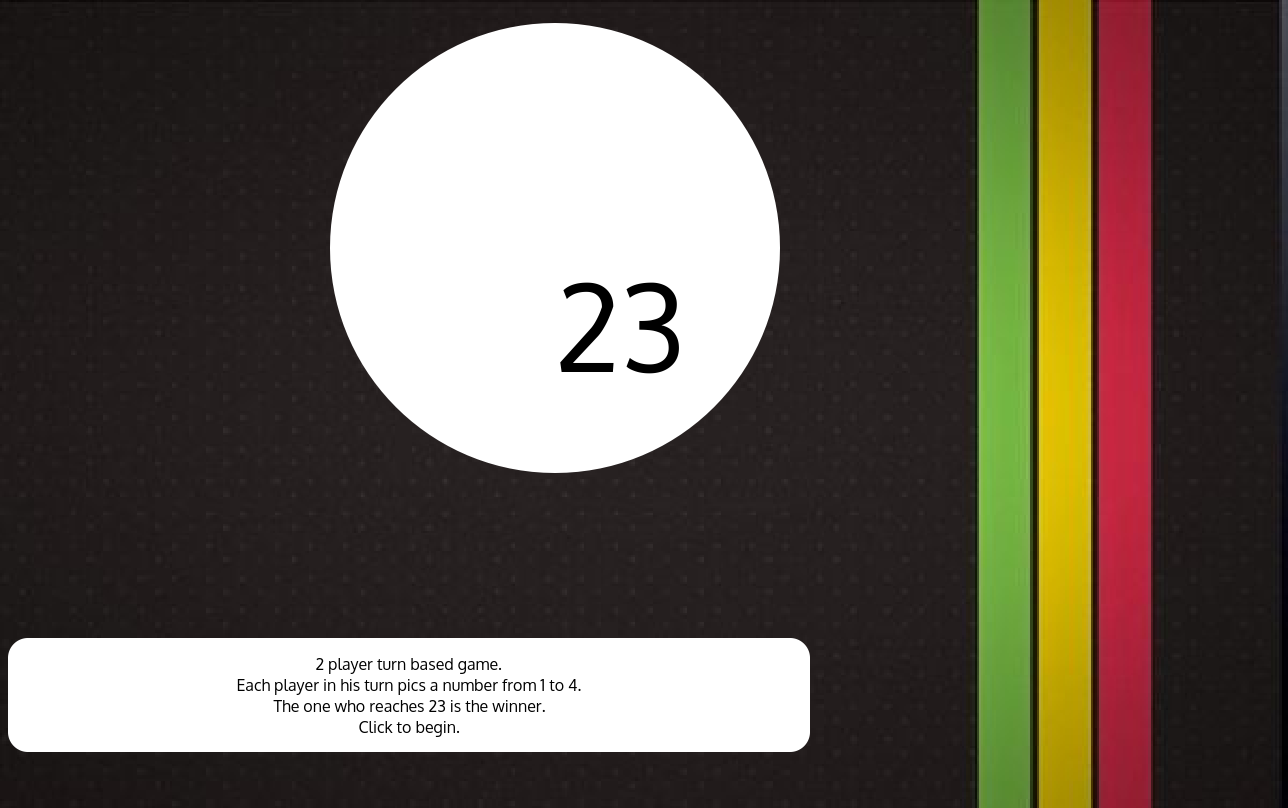 23
2 player turn based game.
Each player in his turn pics a number from 1 to 4.
The one who reaches 23 is the winner.
Click to begin.